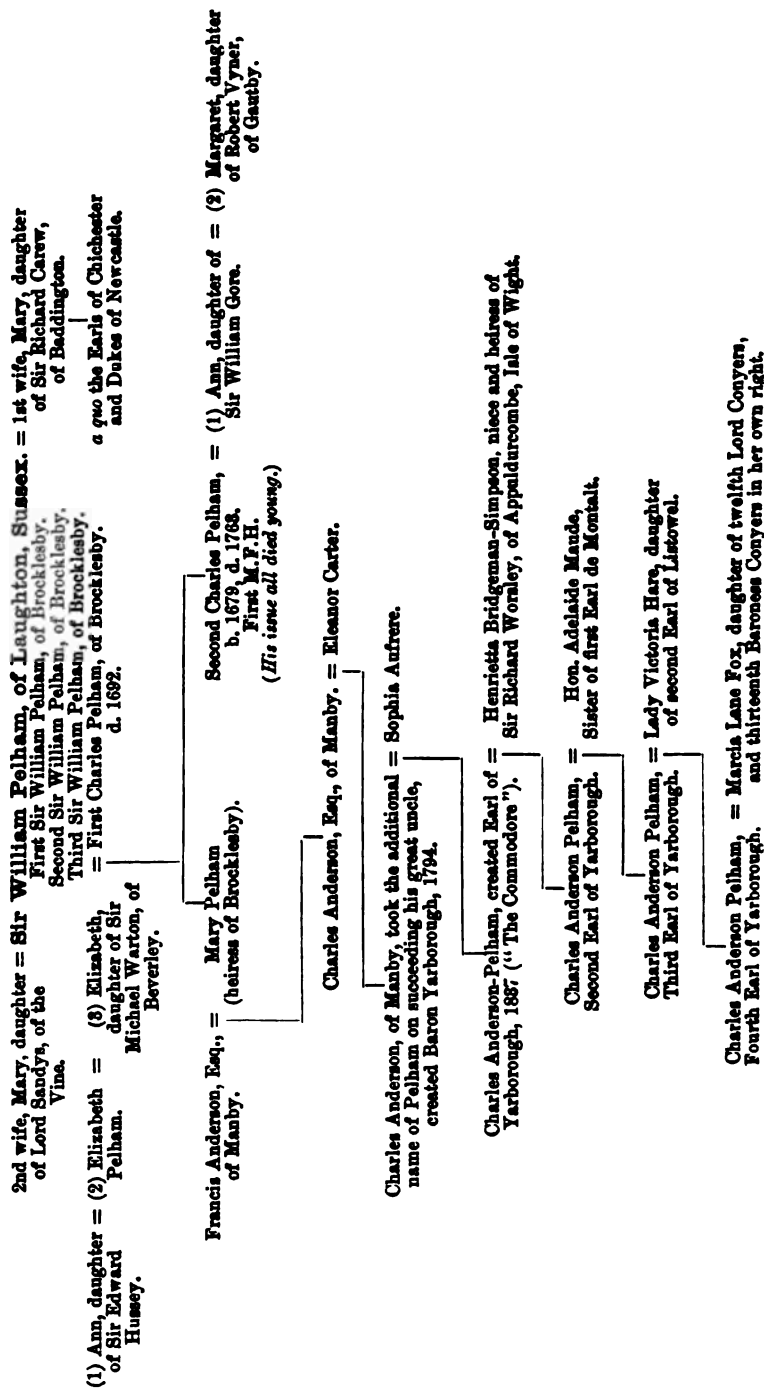 2nd wife, Mary, daughter = Sir William Pelham, of Laughton, Sussex. = 1st wife, Mary, daughter
of Lord Sandys, of the
Vine.
of Sir Richard Carew,
of Beddington.
First Sir William Pelham, of Brocklesby.
Second Sir William Pelham, of Brocklesby.
Third Sir William Pelham, of Brocklesby.
a quo the Earls of Chichester
and Dukes of Newcastle.
(1) Ann, daughter = (2) Elizabeth = (3) Elizabeth, = First Charles Pelham, of Brocklesby.
of Sir Edward
Hussey.
Pelham.
daughter of Sir
Michael Warton, of
Beverley.
d. 1692.
Francis Anderson, Esq., = Mary Pelham
of Manby.
(heiress of Brocklesby).
Second Charles Pelham, = (1) Ann, daughter of = (2) Margaret, daughter
b. 1679, d. 1763.
First M.F.H.
(His issue all died young.)
Sir William Gore.
of Robert Vyner,
of Gautby.
Charles Anderson, Esq., of Manby. = Eleanor Carter.
Charles Anderson, of Manby, took the additional = Sophia Aufrere.
name of Pelham on succeeding his great uncle,
created Baron Yarborough, 1794.
Charles Anderson-Pelham, created Earl of = Henrietta Bridgeman-Simpson, niece and heiress of
Yarborough, 1837 ("The Commodore").
Sir Richard Worsley, of Appuldurcombe, Isle of Wight.
Charles Anderson Pelham, = Hon. Adelaide Maude,
Second Earl of Yarborough. Sister of first Earl de Montalt.
Charles Anderson Pelham, = Lady Victoria Hare, daughter
Third Earl of Yarborough. of second Earl of Listowel.
Charles Anderson Pelham, = Marcia Lane Fox, daughter of twelfth Lord Conyers,
Fourth Earl of Yarborough. and thirteenth Baroness Conyers in her own right.